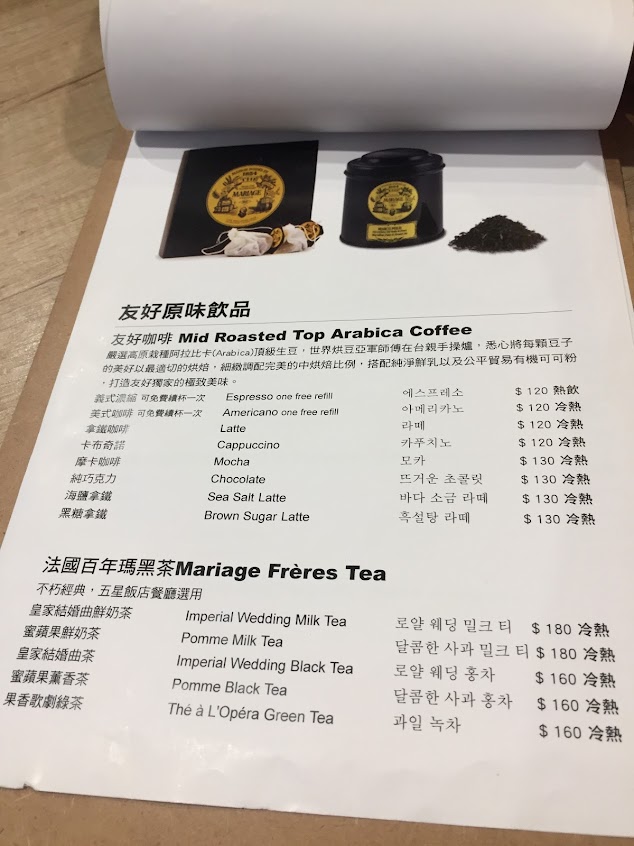 1854
MARIAGE
MARIAGE
友好原味飲品
友好咖啡 Mid Roasted Top Arabica Coffee
嚴選高原栽種阿拉比卡(Arabica)頂級生豆，世界烘豆亞軍師傅在台親手操爐，悉心將每顆豆子
的美好以最適切的烘焙，細緻調配完美的中烘焙比例，搭配純淨鮮乳以及公平貿易有機可可粉
，打造友好獨家的極致美味。
義式濃縮 可免費續杯一次 Espresso one free refill 에스프레소 $ 120 熱飲
美式咖啡 可免費續杯一次 Americano one free refill 아메리카노 $ 120 冷熱
拿鐵咖啡 Latte 라떼 $ 120 冷熱
卡布奇諾 Cappuccino 카푸치노 $ 120 冷熱
摩卡咖啡 Mocha 모카 $ 130 冷熱
純巧克力 Chocolate 뜨거운 초콜릿 $ 130 冷熱
海鹽拿鐵 Sea Salt Latte 바다 소금 라떼 $ 130 冷熱
黑糖拿鐵 Brown Sugar Latte 흑설탕 라떼 $ 130 冷熱
法國百年瑪黑茶Mariage Frères Tea
不朽經典，五星飯店餐廳選用
皇家結婚曲鮮奶茶 Imperial Wedding Milk Tea 로얄 웨딩 밀크 티 $ 180 冷熱
蜜蘋果鮮奶茶 Pomme Milk Tea 달콤한 사과 밀크 티 $ 180 冷熱
皇家結婚曲茶 Imperial Wedding Black Tea 로얄 웨딩 홍차 $ 160 冷熱
蜜蘋果薰香茶 Pomme Black Tea 달콤한 사과 홍차 $ 160 冷熱
果香歌劇綠茶 Thé à L'Opéra Green Tea 과일 녹차 $ 160 冷熱